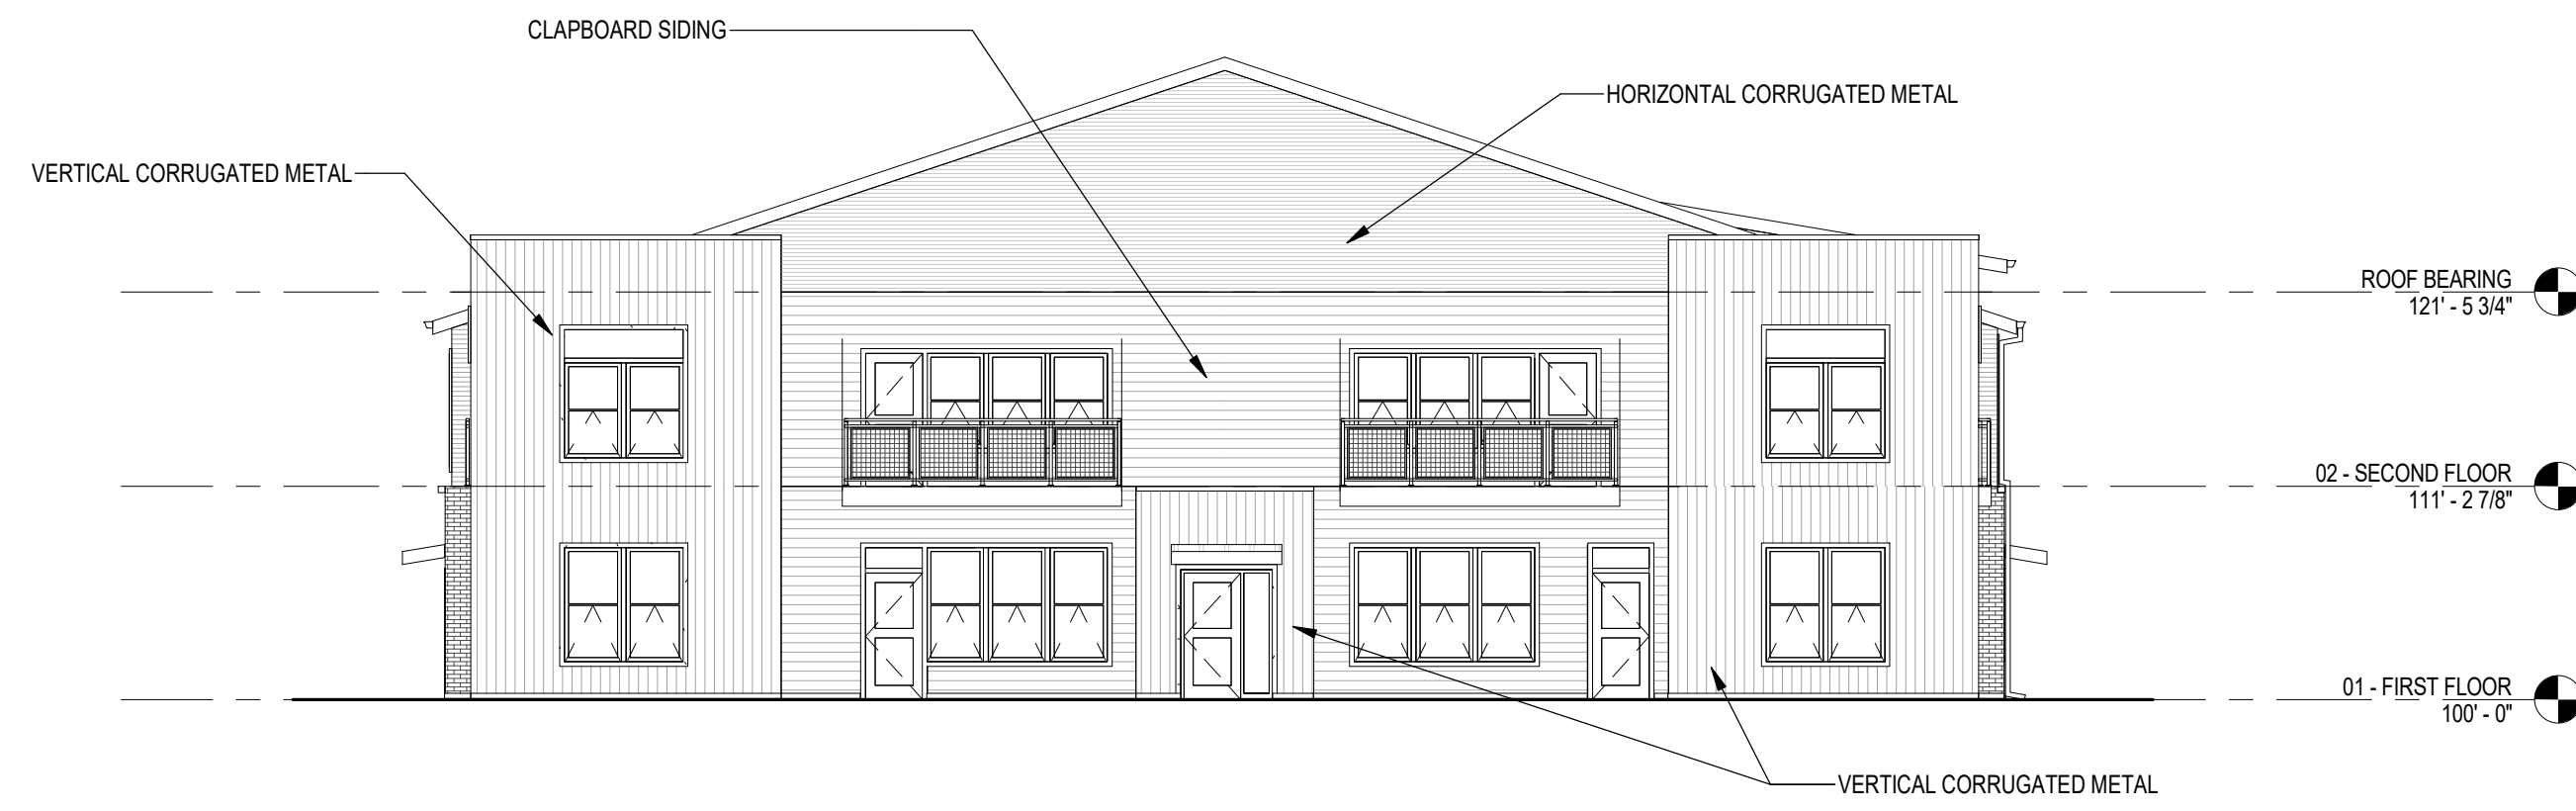 CLAPBOARD SIDING
HORIZONTAL CORRUGATED METAL
VERTICAL CORRUGATED METAL
ROOF BEARING
121' - 5 3/4"
02 - SECOND FLOOR
111' - 2 7/8"
01 - FIRST FLOOR
100' - 0"
VERTICAL CORRUGATED METAL